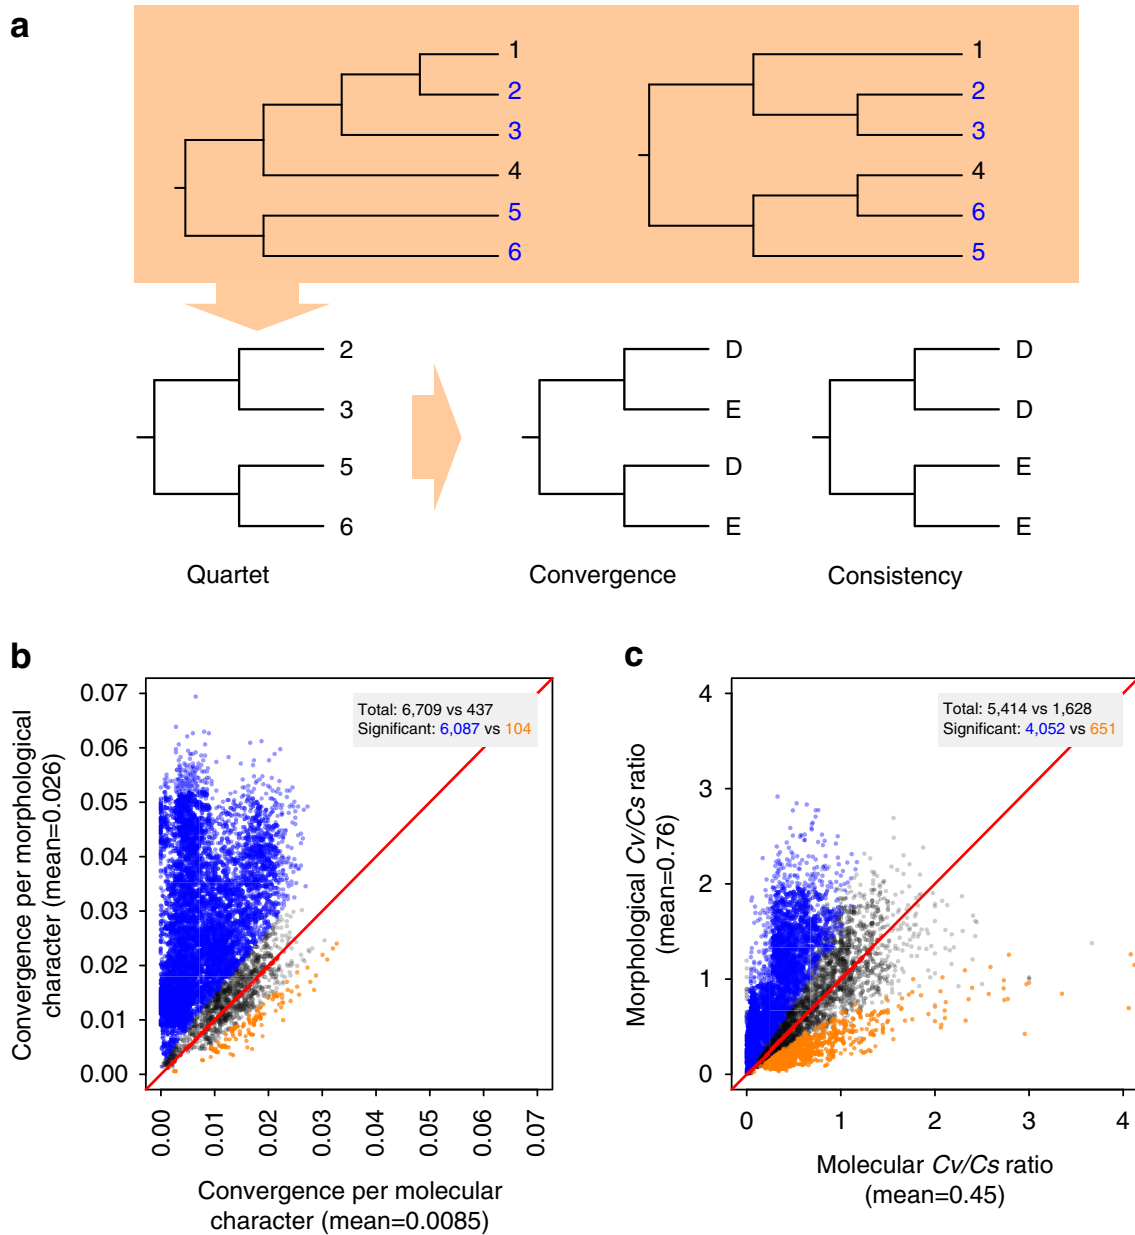 a
1
2
3
4
5
6
1
2
3
4
6
5
2
3
5
6
Quartet
D
E
D
E
Convergence
D
D
E
E
Consistency
b
Convergence per morphological
character (mean=0.026)
0.07
0.06
0.05
0.04
0.03
0.02
0.01
0.00
Total: 6,709 vs 437
Significant: 6,087 vs 104
0.00
0.01
0.02
0.03
0.04
0.05
0.06
0.07
Convergence per molecular
character (mean=0.0085)
c
Morphological Cv/Cs ratio
(mean=0.76)
4
3
2
1
0
Total: 5,414 vs 1,628
Significant: 4,052 vs 651
0
1
2
3
4
Molecular Cv/Cs ratio
(mean=0.45)